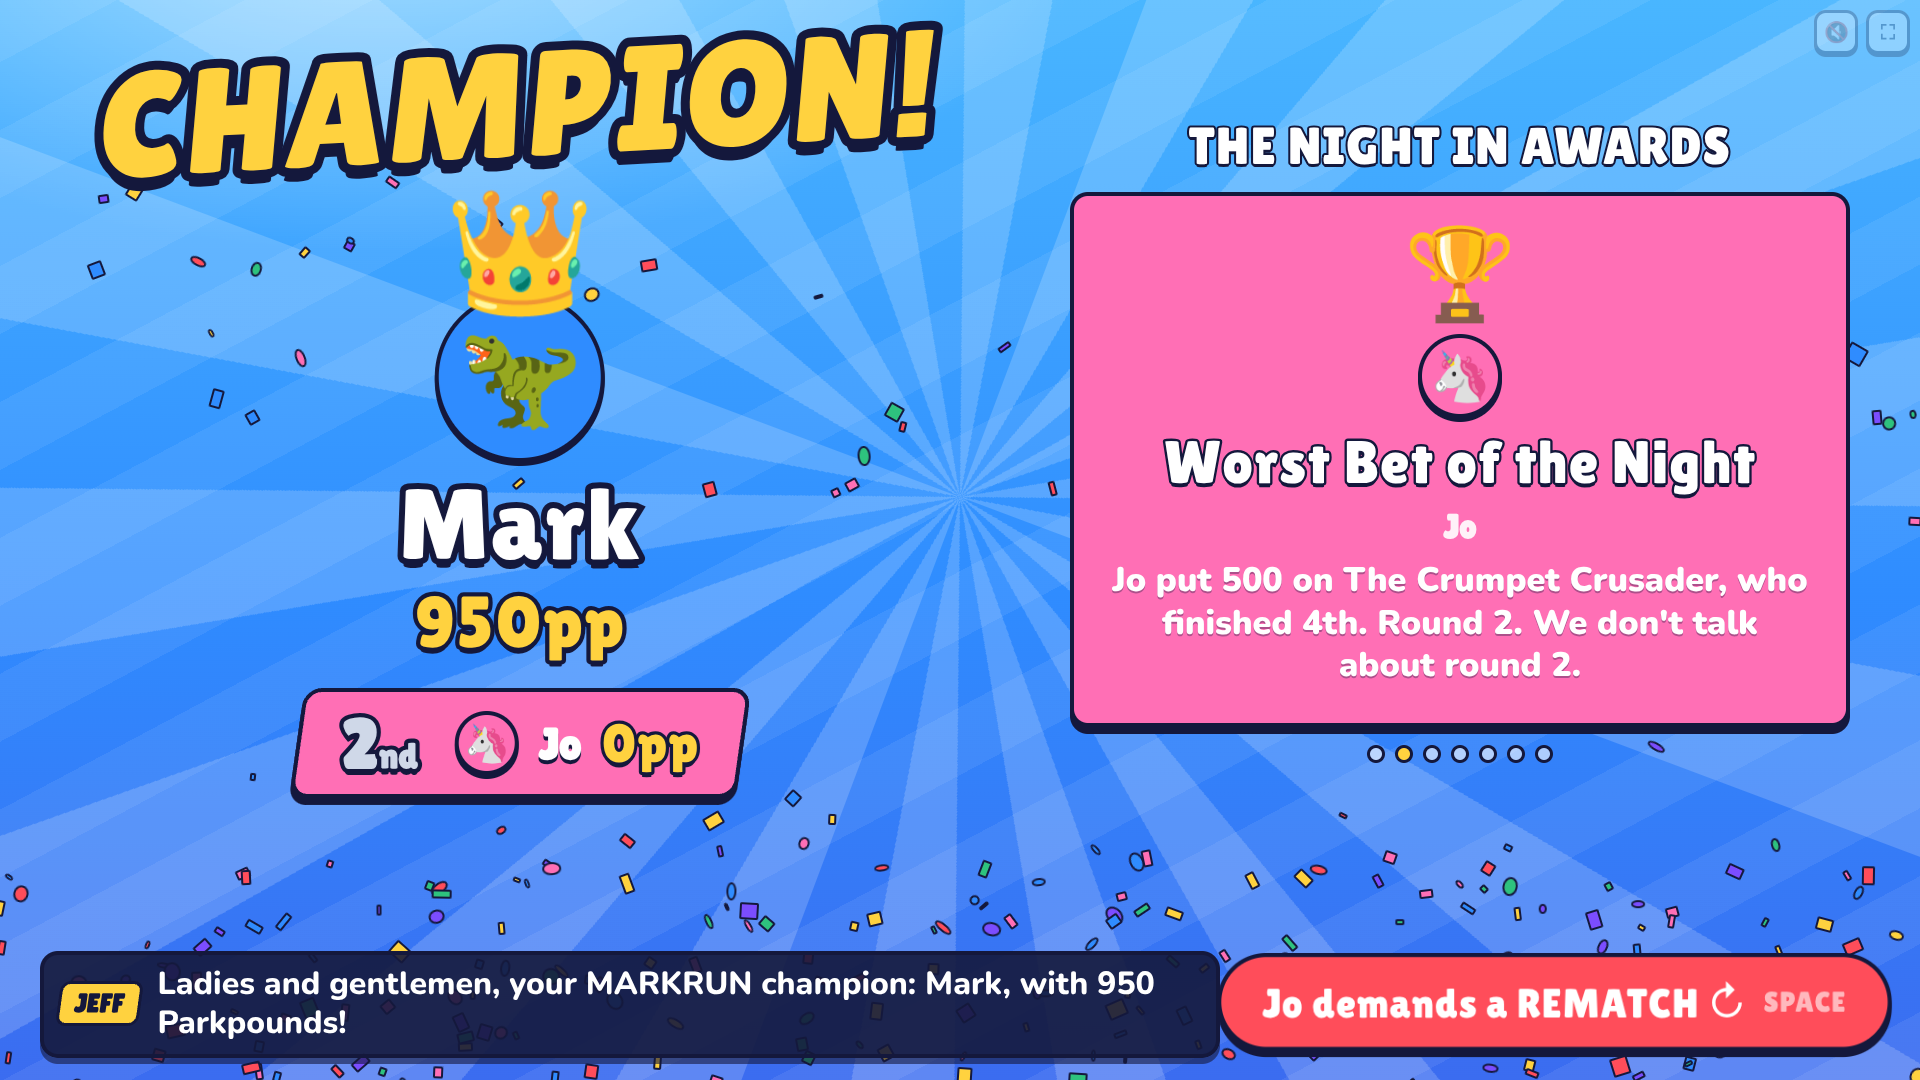 CHAMPION!
Mark
950pp
2nd Jo 0pp
THE NIGHT IN AWARDS
Worst Bet of the Night
Jo
Jo put 500 on The Crumpet Crusader, who
finished 4th. Round 2. We don't talk
about round 2.
JEFF
Ladies and gentlemen, your MARKRUN champion: Mark, with 950
Parkpounds!
Jo demands a REMATCH SPACE